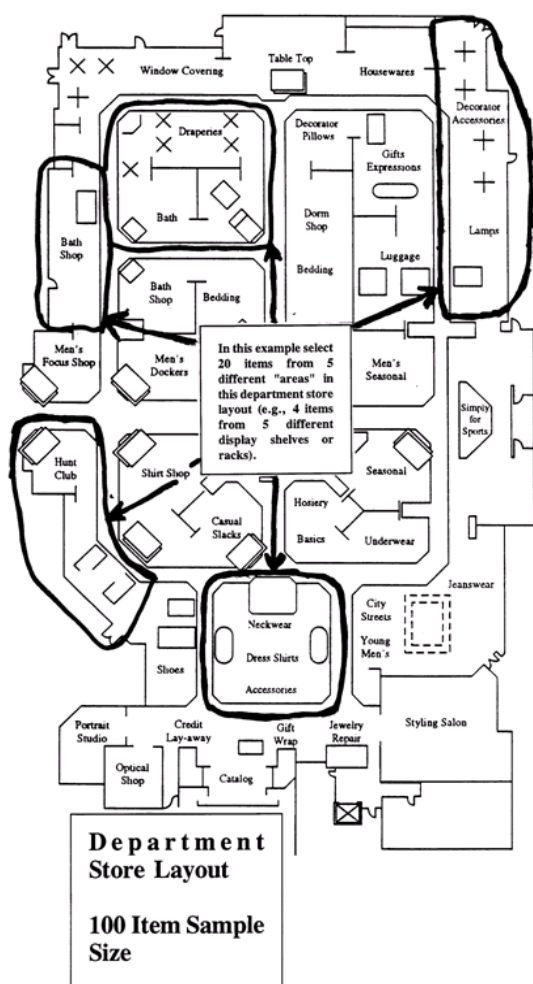 Window Covering
Table Top
Housewares
Decorator
Accessories
Draperies
Decorator
Pillows
Gifts
Expressions
Bath
Dorm
Shop
Lamps
Bath
Shop
Luggage
Bedding
Bath
Shop
Bedding
Men's
Focus Shop
Men's
Dockers
In this example select
20 items from 5
different "areas" in
this department store
layout (e.g., 4 items
from 5 different
display shelves or
racks).
Men's
Seasonal
Simply
for
Sports
Hunt
Club
Shirt Shop
Seasonal
Casual
Slacks
Hosiery
Basics
Underwear
Jeanswear
City
Streets
Young
Men's
Neckwear
Dress Shirts
Accessories
Shoes
Portrait
Studio
Credit
Lay-away
Gift
Wrap
Jewelry
Repair
Styling Salon
Optical
Shop
Catalog
Department
Store Layout
100 Item Sample
Size